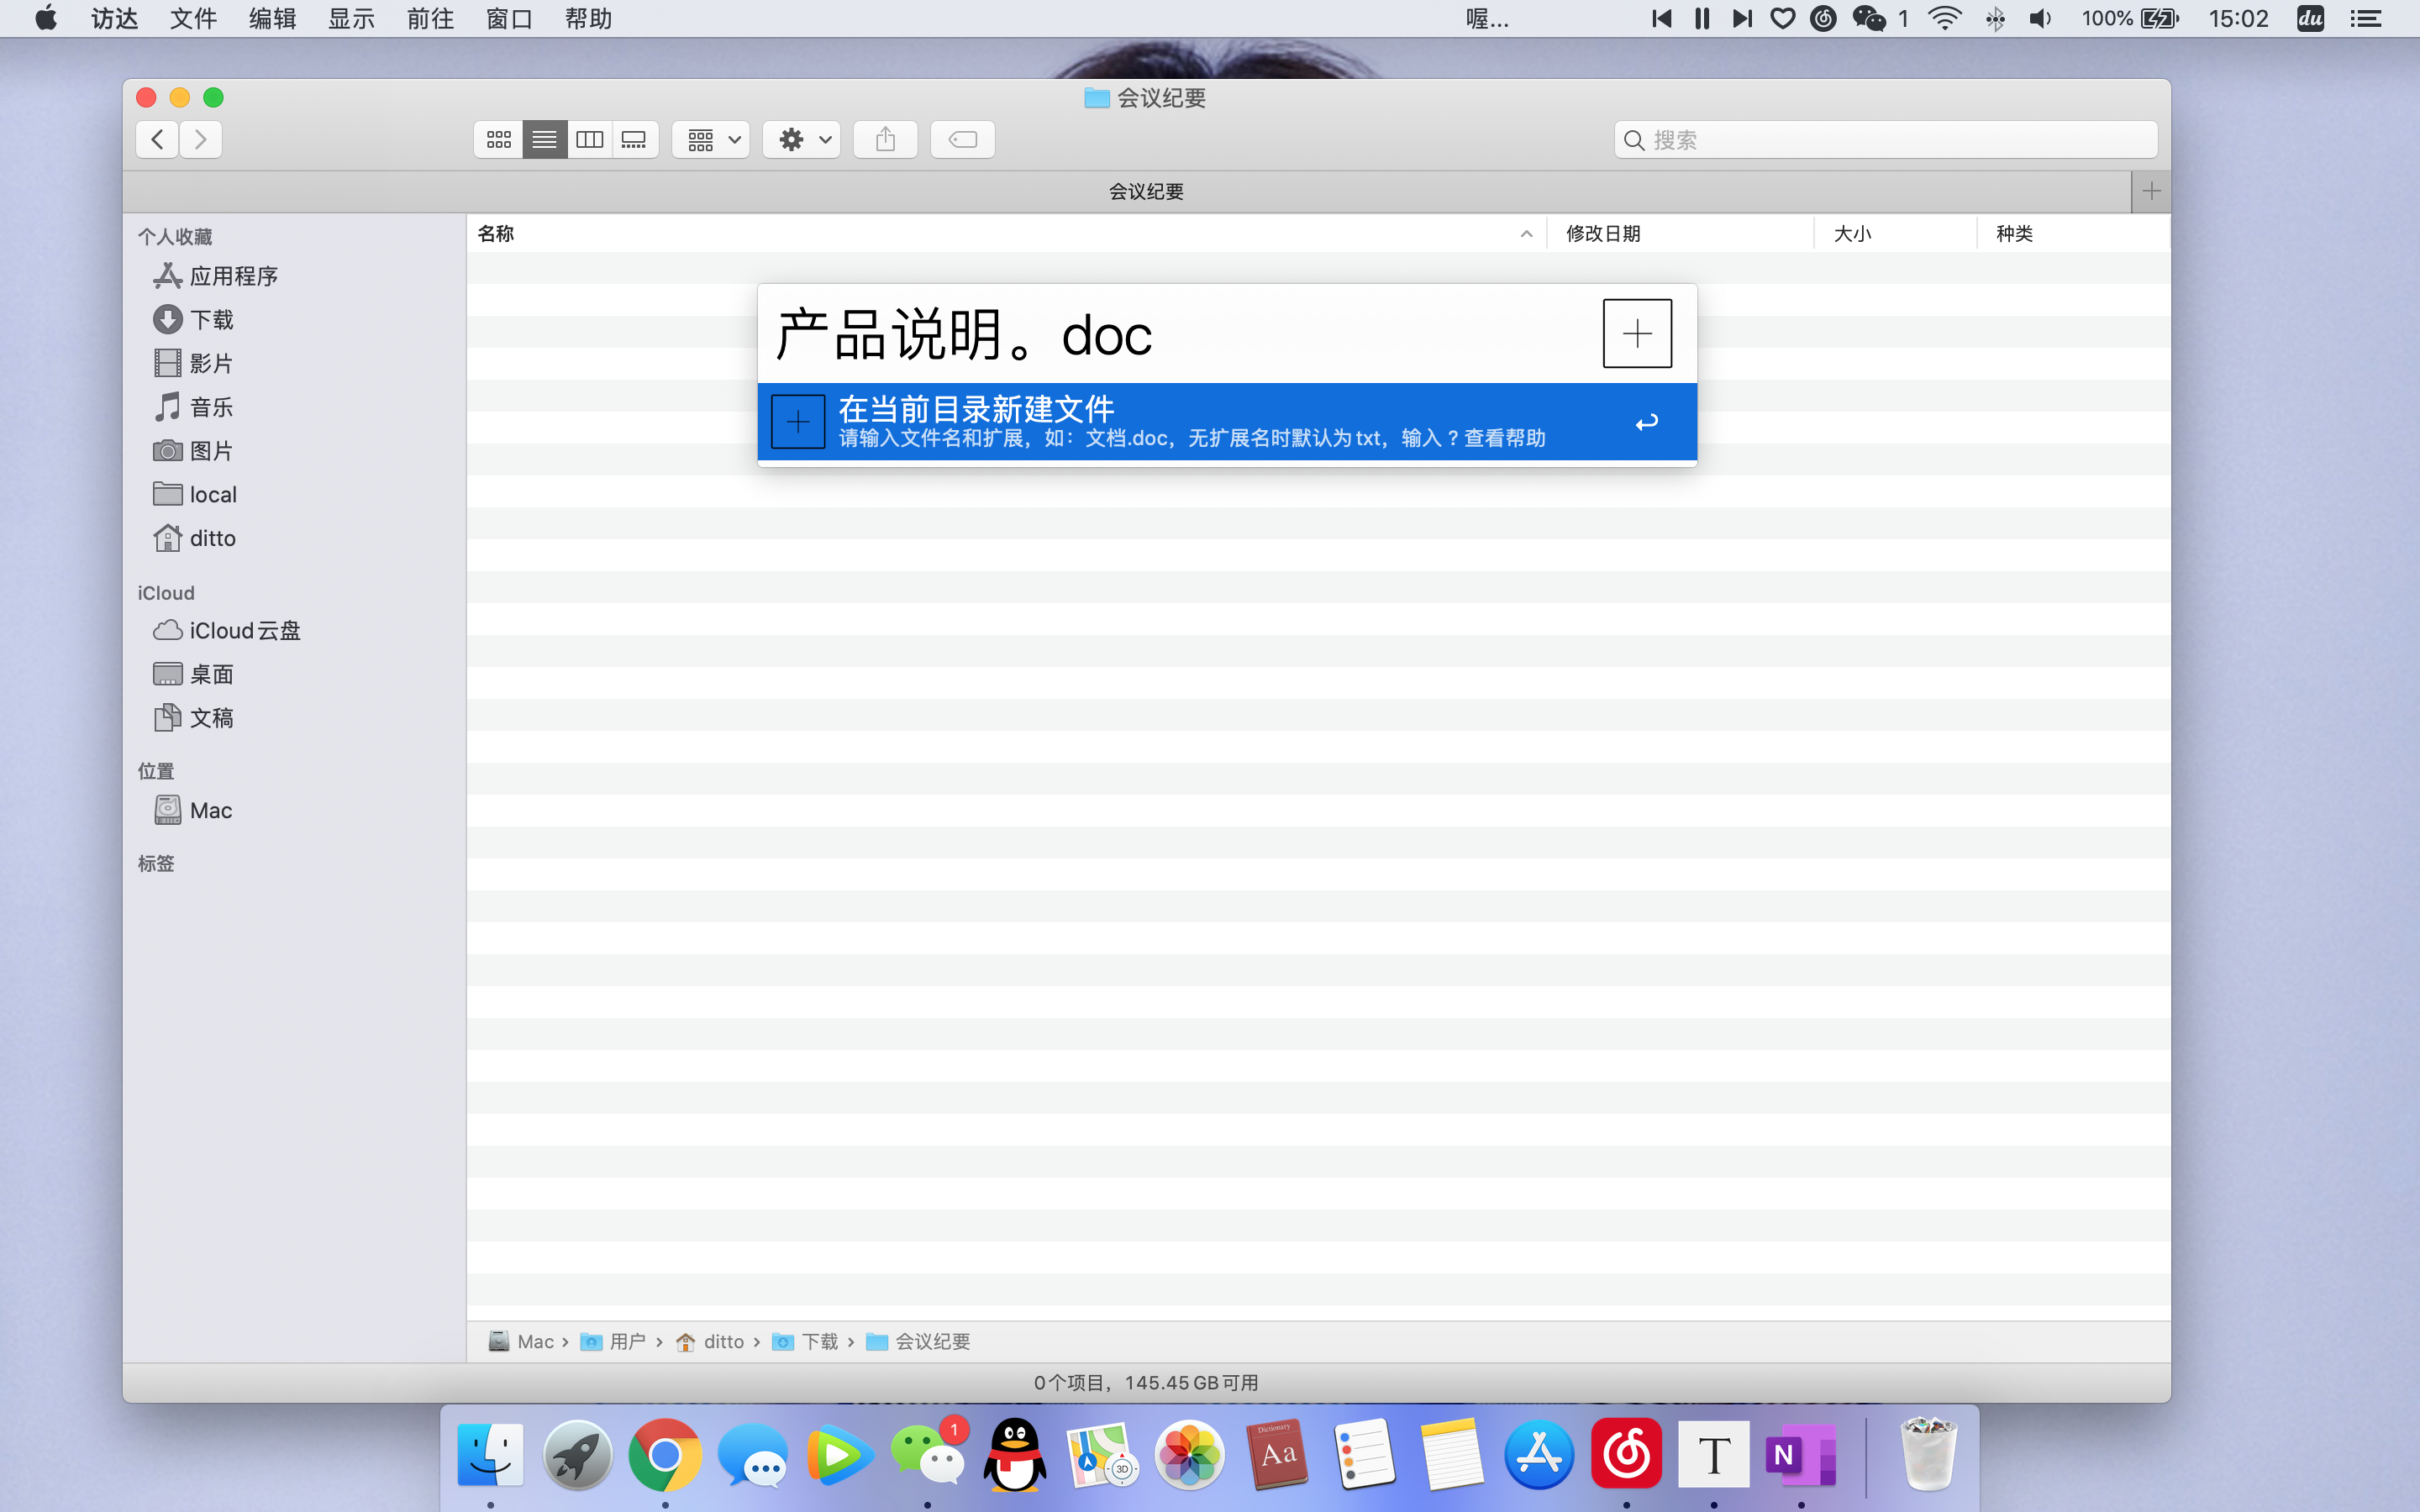 访达 文件 编辑 显示 前往 窗口 帮助 喔... 1 100% 15:02 du
会议纪要
搜索
会议纪要
个人收藏
应用程序
下载
影片
音乐
图片
local
ditto
iCloud
iCloud云盘
桌面
文稿
位置
Mac
标签
名称 修改日期 大小 种类
产品说明。doc
在当前目录新建文件
请输入文件名和扩展，如：文档.doc，无扩展名时默认为txt，输入 ? 查看帮助
Mac › 用户 › ditto › 下载 › 会议纪要
0个项目，145.45 GB可用
1
3D
Dictionary
Aa
T
N